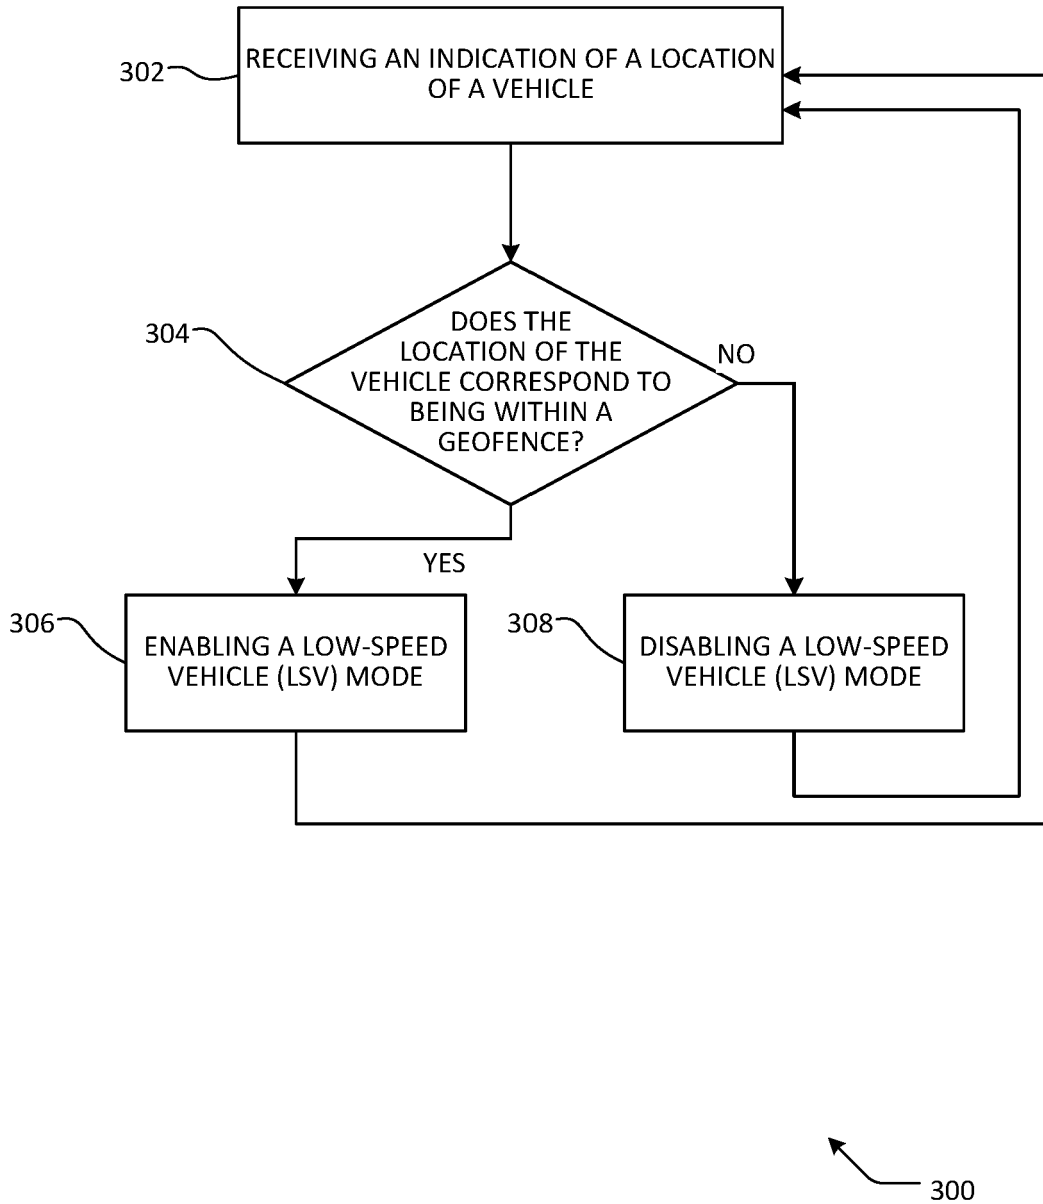 302
RECEIVING AN INDICATION OF A LOCATION
OF A VEHICLE
304
DOES THE
LOCATION OF THE
VEHICLE CORRESPOND TO
BEING WITHIN A
GEOFENCE?
NO
YES
306
ENABLING A LOW-SPEED
VEHICLE (LSV) MODE
308
DISABLING A LOW-SPEED
VEHICLE (LSV) MODE
300